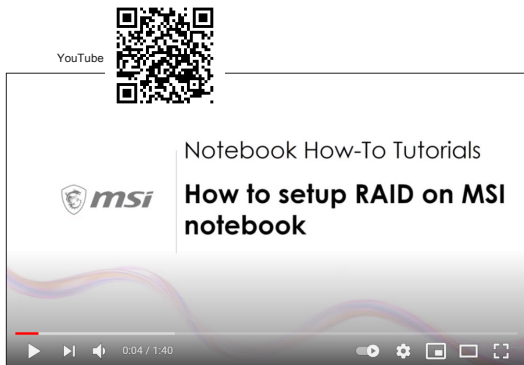 YouTube
Notebook How-To Tutorials
msi
How to setup RAID on MSI
notebook
0:04 / 1:40